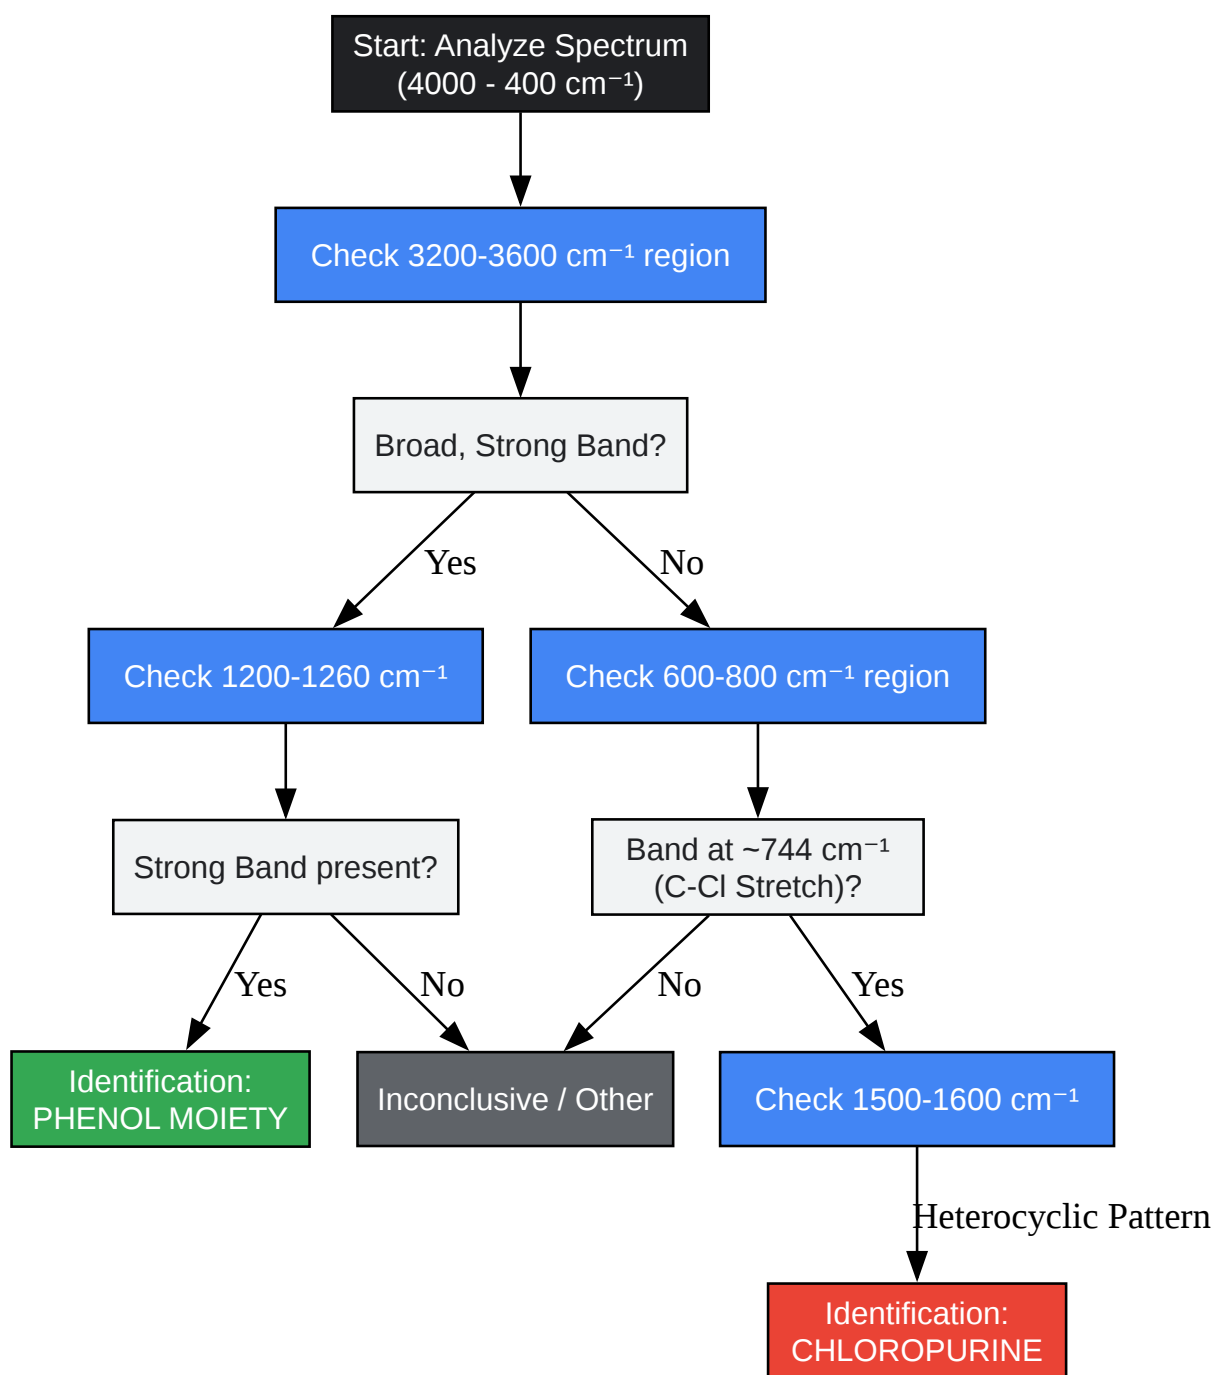 Start: Analyze Spectrum
(4000 - 400 cm⁻¹)
Check 3200-3600 cm⁻¹ region
Broad, Strong Band?
Yes
No
Check 1200-1260 cm⁻¹
Check 600-800 cm⁻¹ region
Strong Band present?
Band at ~744 cm⁻¹
(C-Cl Stretch)?
Yes
No
No
Yes
Identification:
PHENOL MOIETY
Inconclusive / Other
Check 1500-1600 cm⁻¹
Heterocyclic Pattern
Identification:
CHLOROPURINE